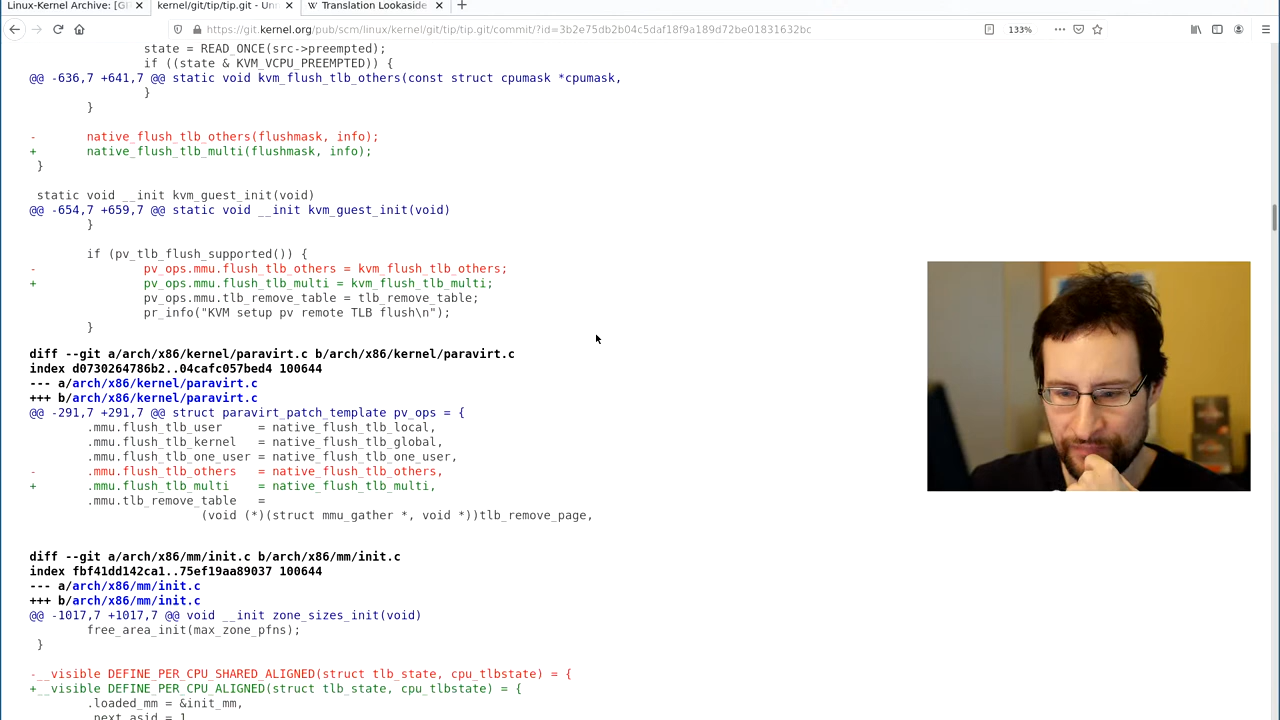 Linux-Kernel Archive: [G
kernel/git/tip/tip.git - Un
Translation Lookaside
https://git.kernel.org/pub/scm/linux/kernel/git/tip/tip.git/commit/?id=3b2e75db2b04c5daf18f9a189d72be01831632bc
133%
state = READ_ONCE(src->preempted);
if ((state & KVM_VCPU_PREEMPTED)) {
@@ -636,7 +641,7 @@ static void kvm_flush_tlb_others(const struct cpumask *cpumask,
}
}
- native_flush_tlb_others(flushmask, info);
+ native_flush_tlb_multi(flushmask, info);
}
static void __init kvm_guest_init(void)
@@ -654,7 +659,7 @@ static void __init kvm_guest_init(void)
}
if (pv_tlb_flush_supported()) {
- pv_ops.mmu.flush_tlb_others = kvm_flush_tlb_others;
+ pv_ops.mmu.flush_tlb_multi = kvm_flush_tlb_multi;
pv_ops.mmu.tlb_remove_table = tlb_remove_table;
pr_info("KVM setup pv remote TLB flush\n");
}
diff --git a/arch/x86/kernel/paravirt.c b/arch/x86/kernel/paravirt.c
index d0730264786b2..04cafc057bed4 100644
--- a/arch/x86/kernel/paravirt.c
+++ b/arch/x86/kernel/paravirt.c
@@ -291,7 +291,7 @@ struct paravirt_patch_template pv_ops = {
.mmu.flush_tlb_user = native_flush_tlb_local,
.mmu.flush_tlb_kernel = native_flush_tlb_global,
.mmu.flush_tlb_one_user = native_flush_tlb_one_user,
- .mmu.flush_tlb_others = native_flush_tlb_others,
+ .mmu.flush_tlb_multi = native_flush_tlb_multi,
.mmu.tlb_remove_table =
(void (*)(struct mmu_gather *, void *))tlb_remove_page,
diff --git a/arch/x86/mm/init.c b/arch/x86/mm/init.c
index fbf41dd142ca1..75ef19aa89037 100644
--- a/arch/x86/mm/init.c
+++ b/arch/x86/mm/init.c
@@ -1017,7 +1017,7 @@ void __init zone_sizes_init(void)
free_area_init(max_zone_pfns);
}
-__visible DEFINE_PER_CPU_SHARED_ALIGNED(struct tlb_state, cpu_tlbstate) = {
+__visible DEFINE_PER_CPU_ALIGNED(struct tlb_state, cpu_tlbstate) = {
.loaded_mm = &init_mm,
.next_asid = 1,